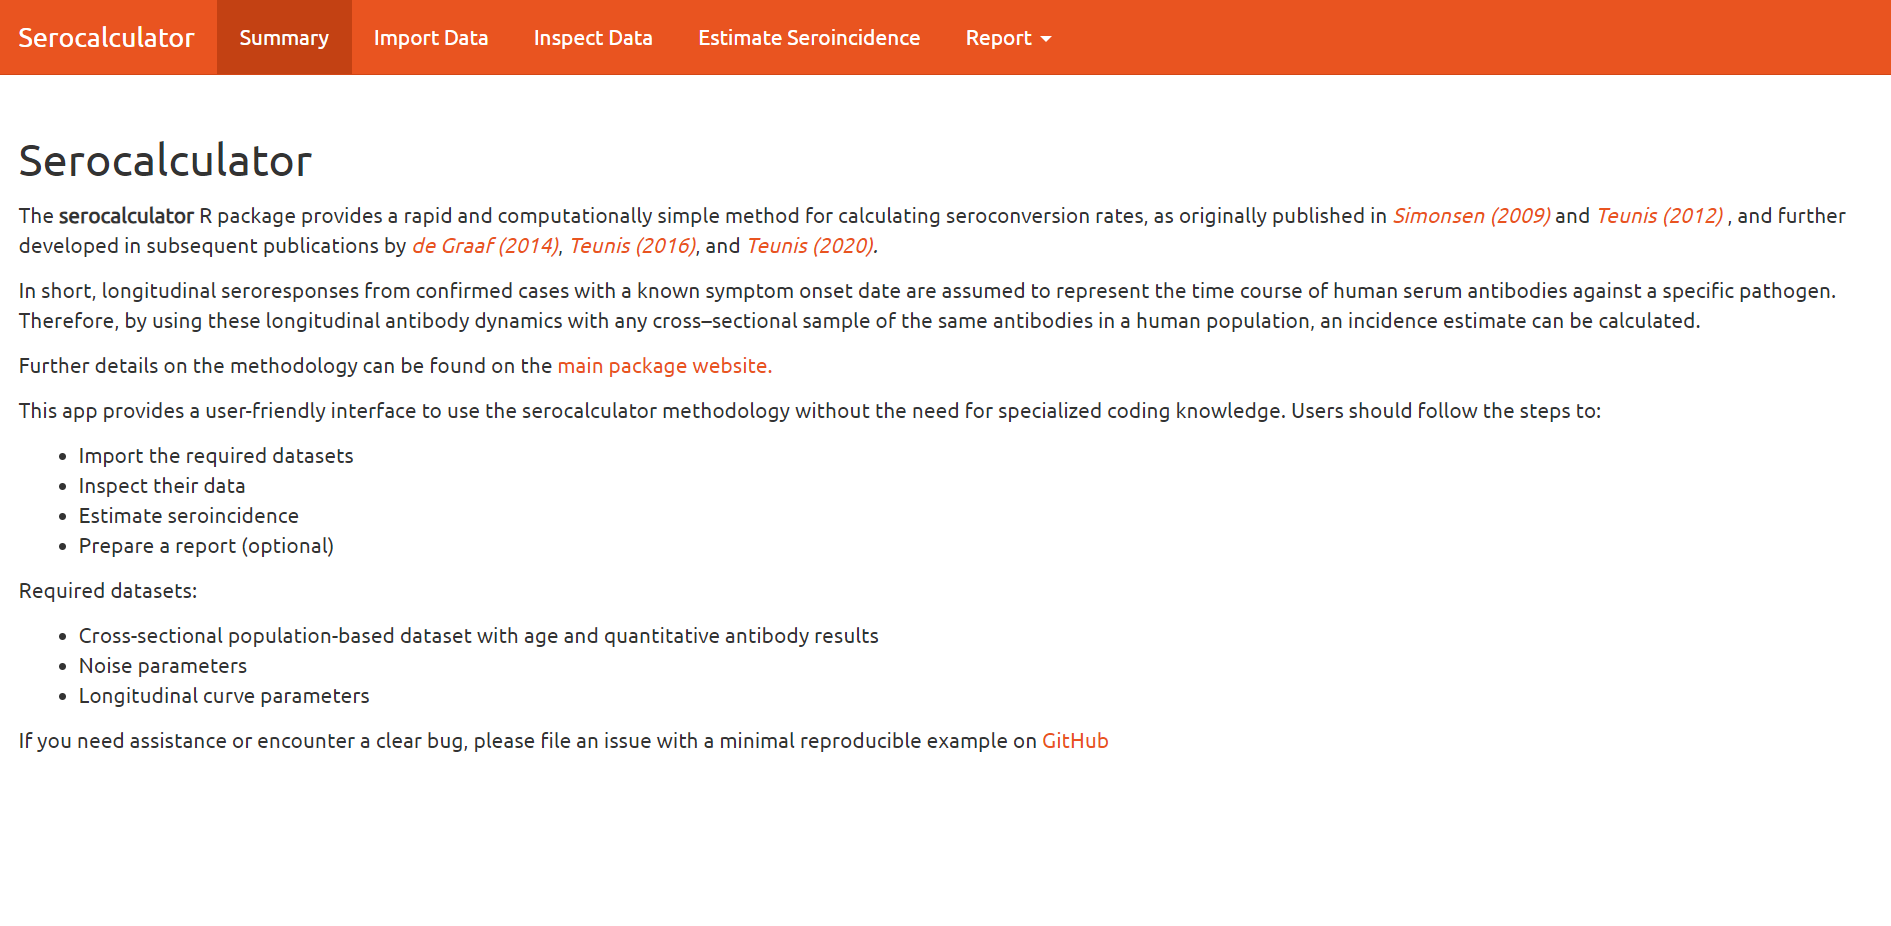 Serocalculator Summary Import Data Inspect Data Estimate Seroincidence Report
Serocalculator
The serocalculator R package provides a rapid and computationally simple method for calculating seroconversion rates, as originally published in Simonsen (2009) and Teunis (2012) , and further
developed in subsequent publications by de Graaf (2014), Teunis (2016), and Teunis (2020).
In short, longitudinal seroresponses from confirmed cases with a known symptom onset date are assumed to represent the time course of human serum antibodies against a specific pathogen.
Therefore, by using these longitudinal antibody dynamics with any cross–sectional sample of the same antibodies in a human population, an incidence estimate can be calculated.
Further details on the methodology can be found on the main package website.
This app provides a user-friendly interface to use the serocalculator methodology without the need for specialized coding knowledge. Users should follow the steps to:
• Import the required datasets
• Inspect their data
• Estimate seroincidence
• Prepare a report (optional)
Required datasets:
• Cross-sectional population-based dataset with age and quantitative antibody results
• Noise parameters
• Longitudinal curve parameters
If you need assistance or encounter a clear bug, please file an issue with a minimal reproducible example on GitHub